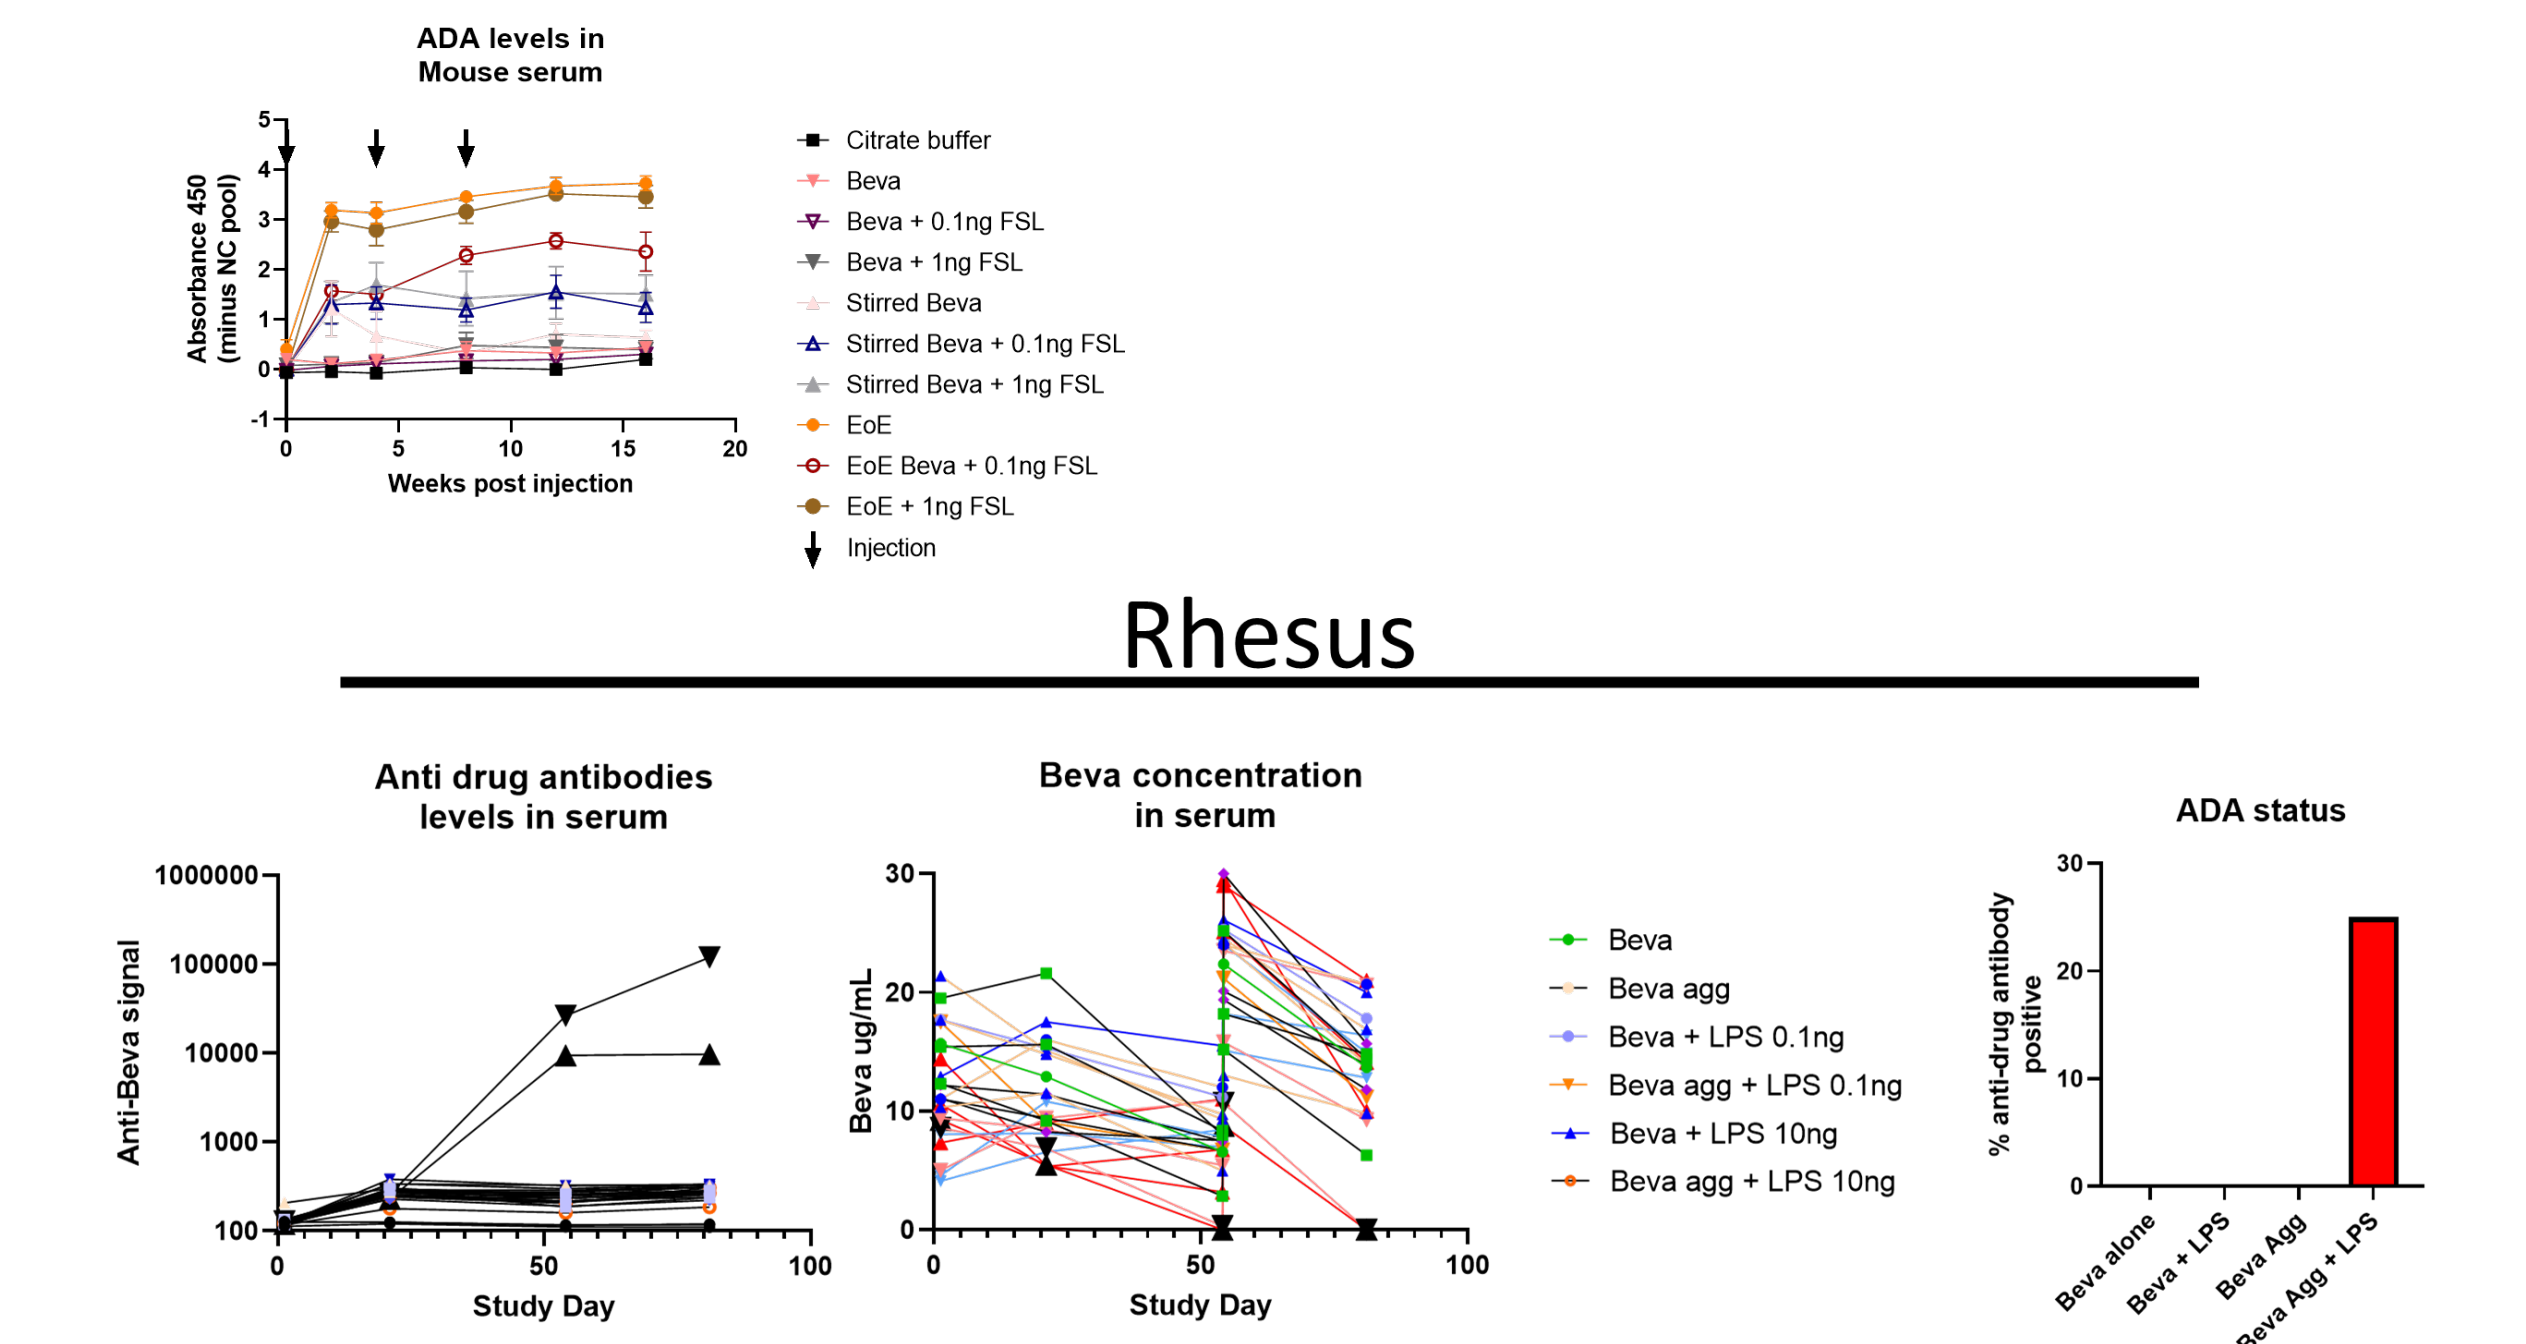 ADA levels in
Mouse serum
Absorbance 450
(minus NC pool)
5
4
3
2
1
0
-1
0
5
10
15
20
Weeks post injection
Citrate buffer
Beva
Beva + 0.1ng FSL
Beva + 1ng FSL
Stirred Beva
Stirred Beva + 0.1ng FSL
Stirred Beva + 1ng FSL
EoE
EoE Beva + 0.1ng FSL
EoE + 1ng FSL
Injection
Rhesus
Anti drug antibodies
levels in serum
Anti-Beva signnal
1000000
100000
10000
1000
100
0
50
100
Study Day
Beva concentration
in serum
Beva ug/mL
30
20
10
0
0
50
100
Study Day
Beva
Beva agg
Beva + LPS 0.1ng
Beva agg + LPS 0.1ng
Beva + LPS 10ng
Beva agg + LPS 10ng
ADA status
% anti-drug antibody
positive
30
20
10
0
Beva alone
Beva + LPS
Beva Agg
Beva Agg + LPS